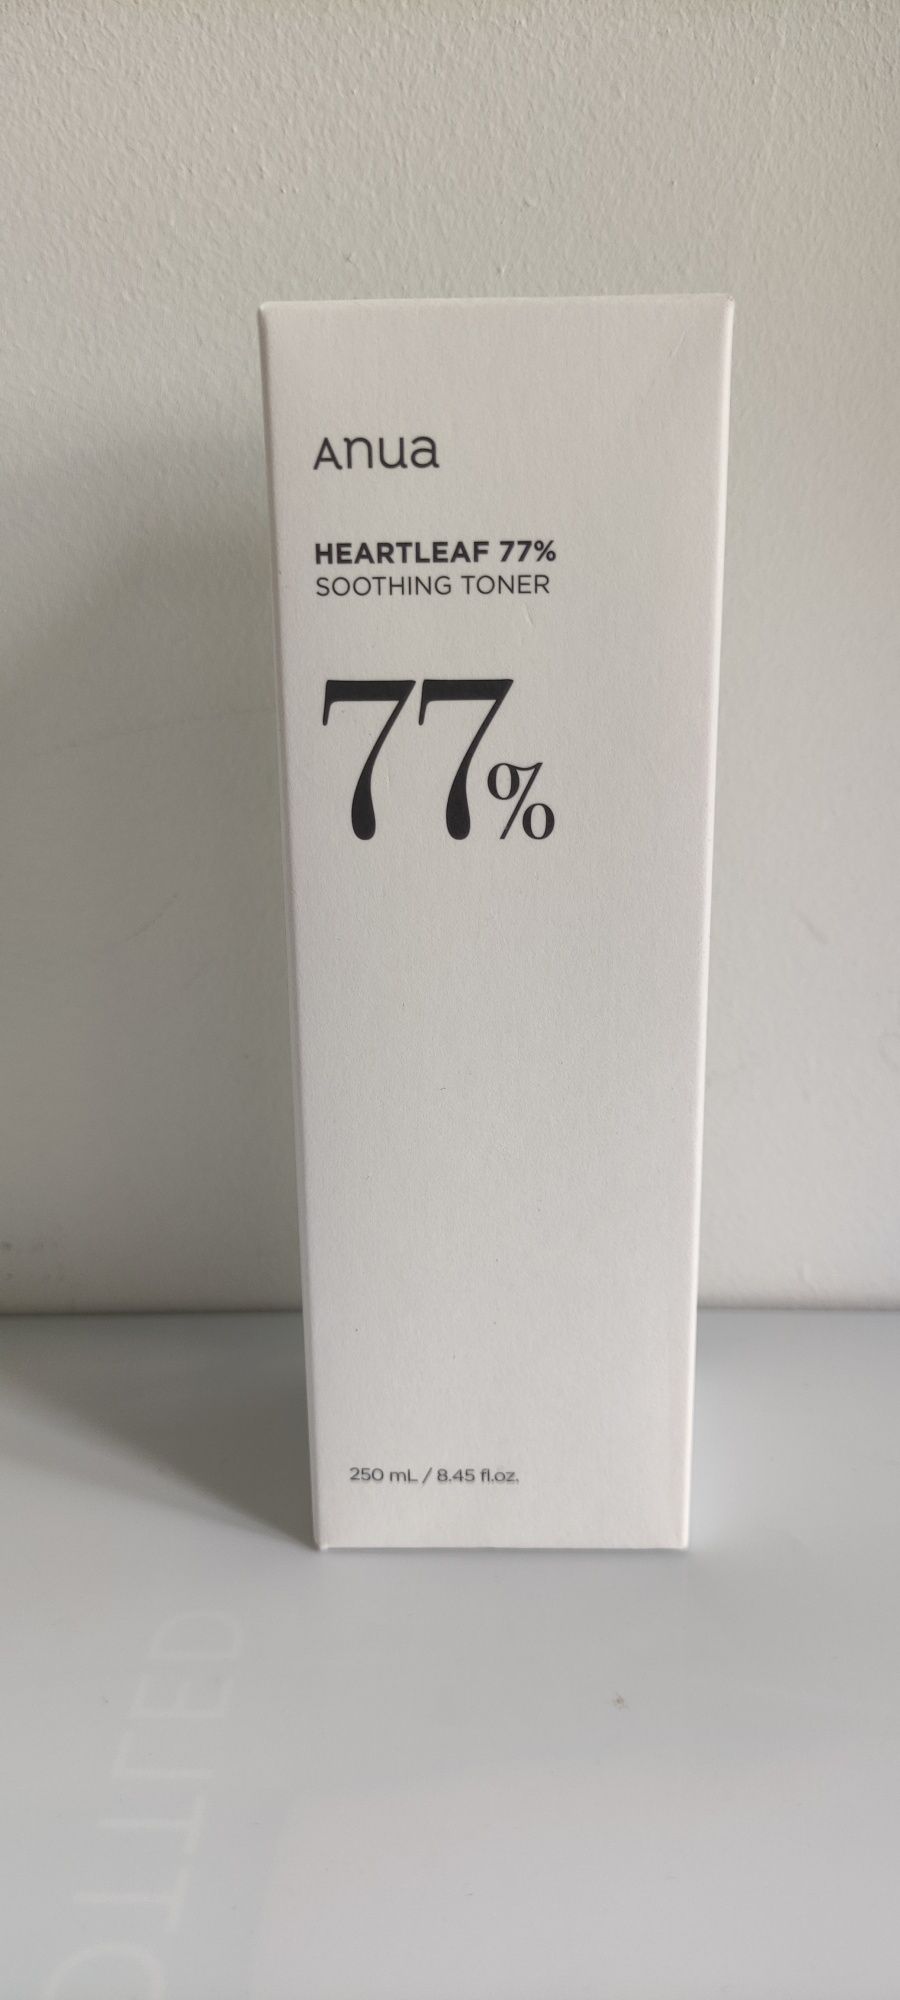 Anua
HEARTLEAF 77%
SOOTHING TONER
77%
250 mL / 8.45 fl.oz.